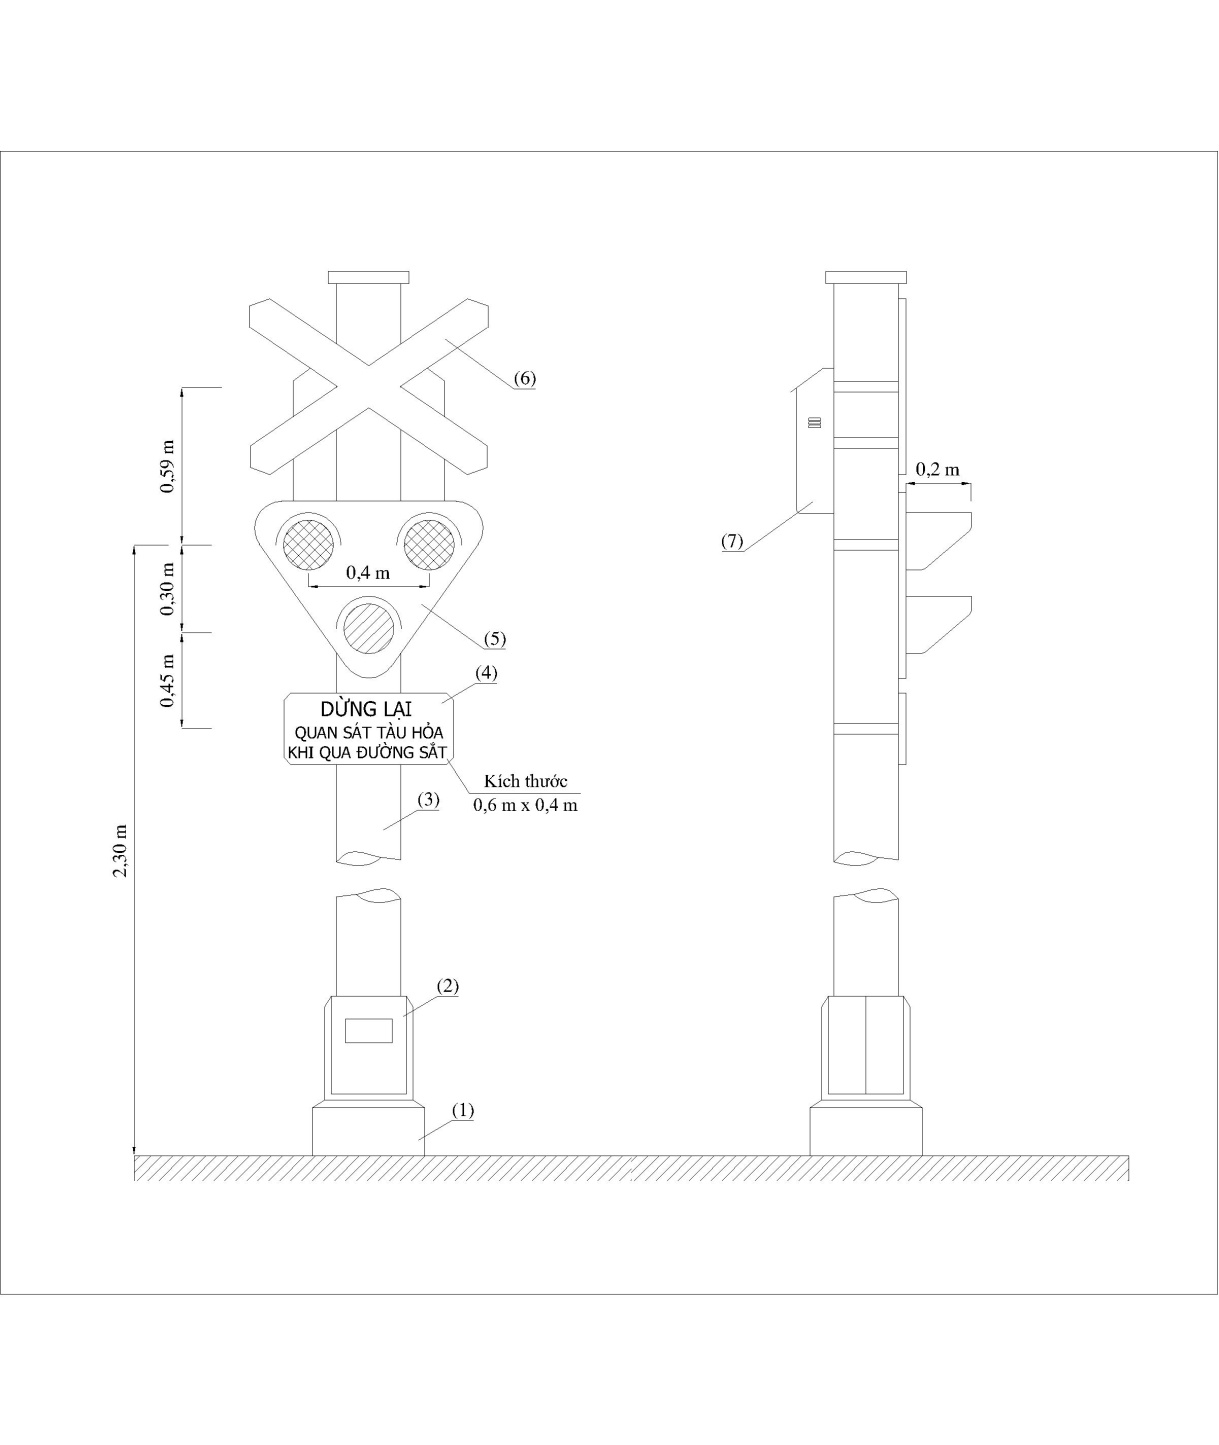 (6)
0,59 m
0,2 m
(7)
0,4 m
0,30 m
(5)
0,45 m
(4)
DỪNG LẠI
QUAN SÁT TÀU HỎA
KHI QUA ĐƯỜNG SẮT
Kích thước
0,6 m x 0,4 m
(3)
2,30 m
(2)
(1)